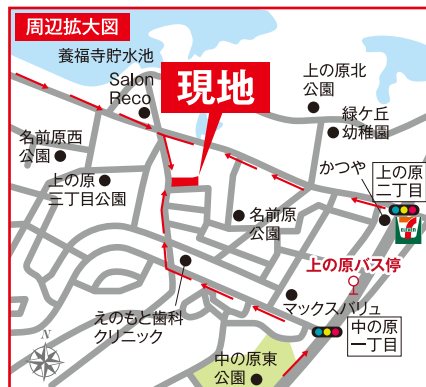 周辺拡大図
養福寺貯水池
Salon
Reco
現地
上の原北
公園
緑ケ丘
幼稚園
名前原西
公園
かつや
上の原
二丁目
上の原
三丁目公園
名前原
公園
7
ELEVEN
上の原バス停
えのもと歯科
クリニック
マックスバリュ
中の原
一丁目
中の原東
公園
N